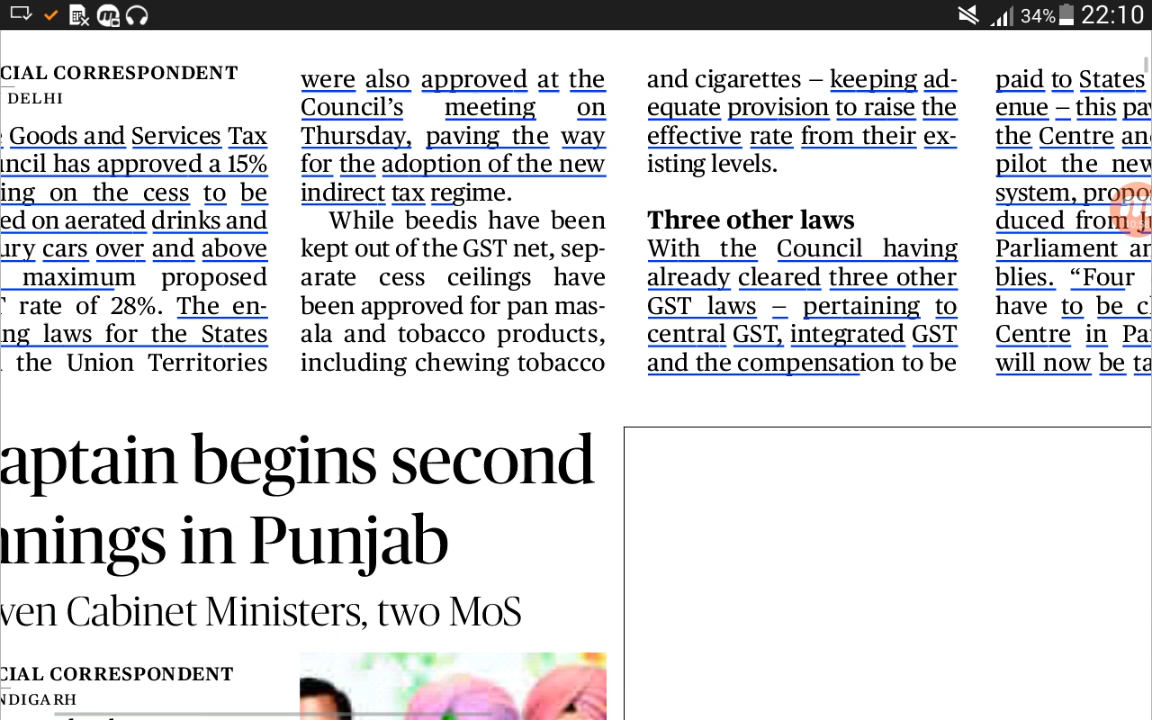 34% 22:10
CIAL CORRESPONDENT
DELHI
Goods and Services Tax
uncil has approved a 15%
ing on the cess to be
ed on aerated drinks and
ury cars over and above
maximum proposed
T rate of 28%. The en-
ng laws for the States
the Union Territories
were also approved at the
Council's meeting on
Thursday, paving the way
for the adoption of the new
indirect tax regime.
While beedis have been
kept out of the GST net, sep-
arate cess ceilings have
been approved for pan mas-
ala and tobacco products,
including chewing tobacco
and cigarettes – keeping ad-
equate provision to raise the
effective rate from their ex-
isting levels.
Three other laws
With the Council having
already cleared three other
GST laws – pertaining to
central GST, integrated GST
and the compensation to be
paid to States
enue – this pav
the Centre and
pilot the new
system, propo
duced from Ju
Parliament an
blies. “Four
have to be cl
Centre in Pa
will now be ta
aptain begins second
nnings in Punjab
ven Cabinet Ministers, two MoS
CIAL CORRESPONDENT
NDIGARH